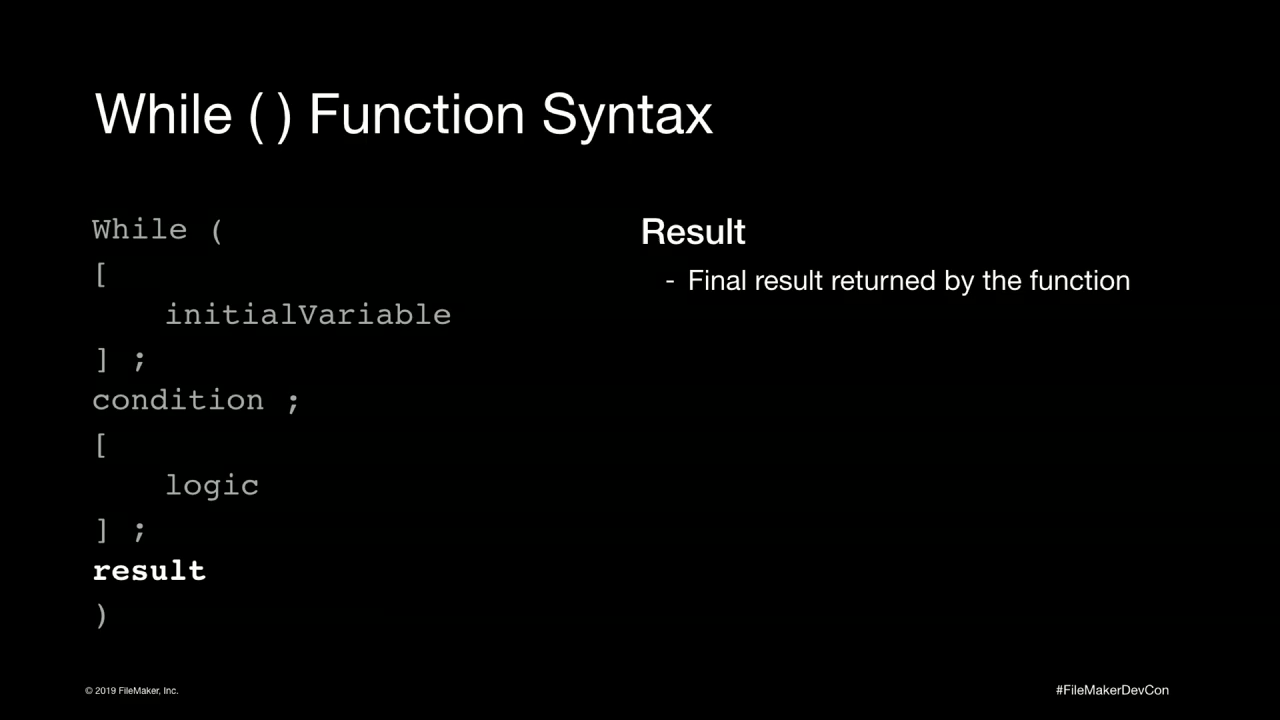 While ( ) Function Syntax
While (
[
initialVariable
] ;
condition ;
[
logic
] ;
result
)
Result
- Final result returned by the function
© 2019 FileMaker, Inc.
#FileMakerDevCon